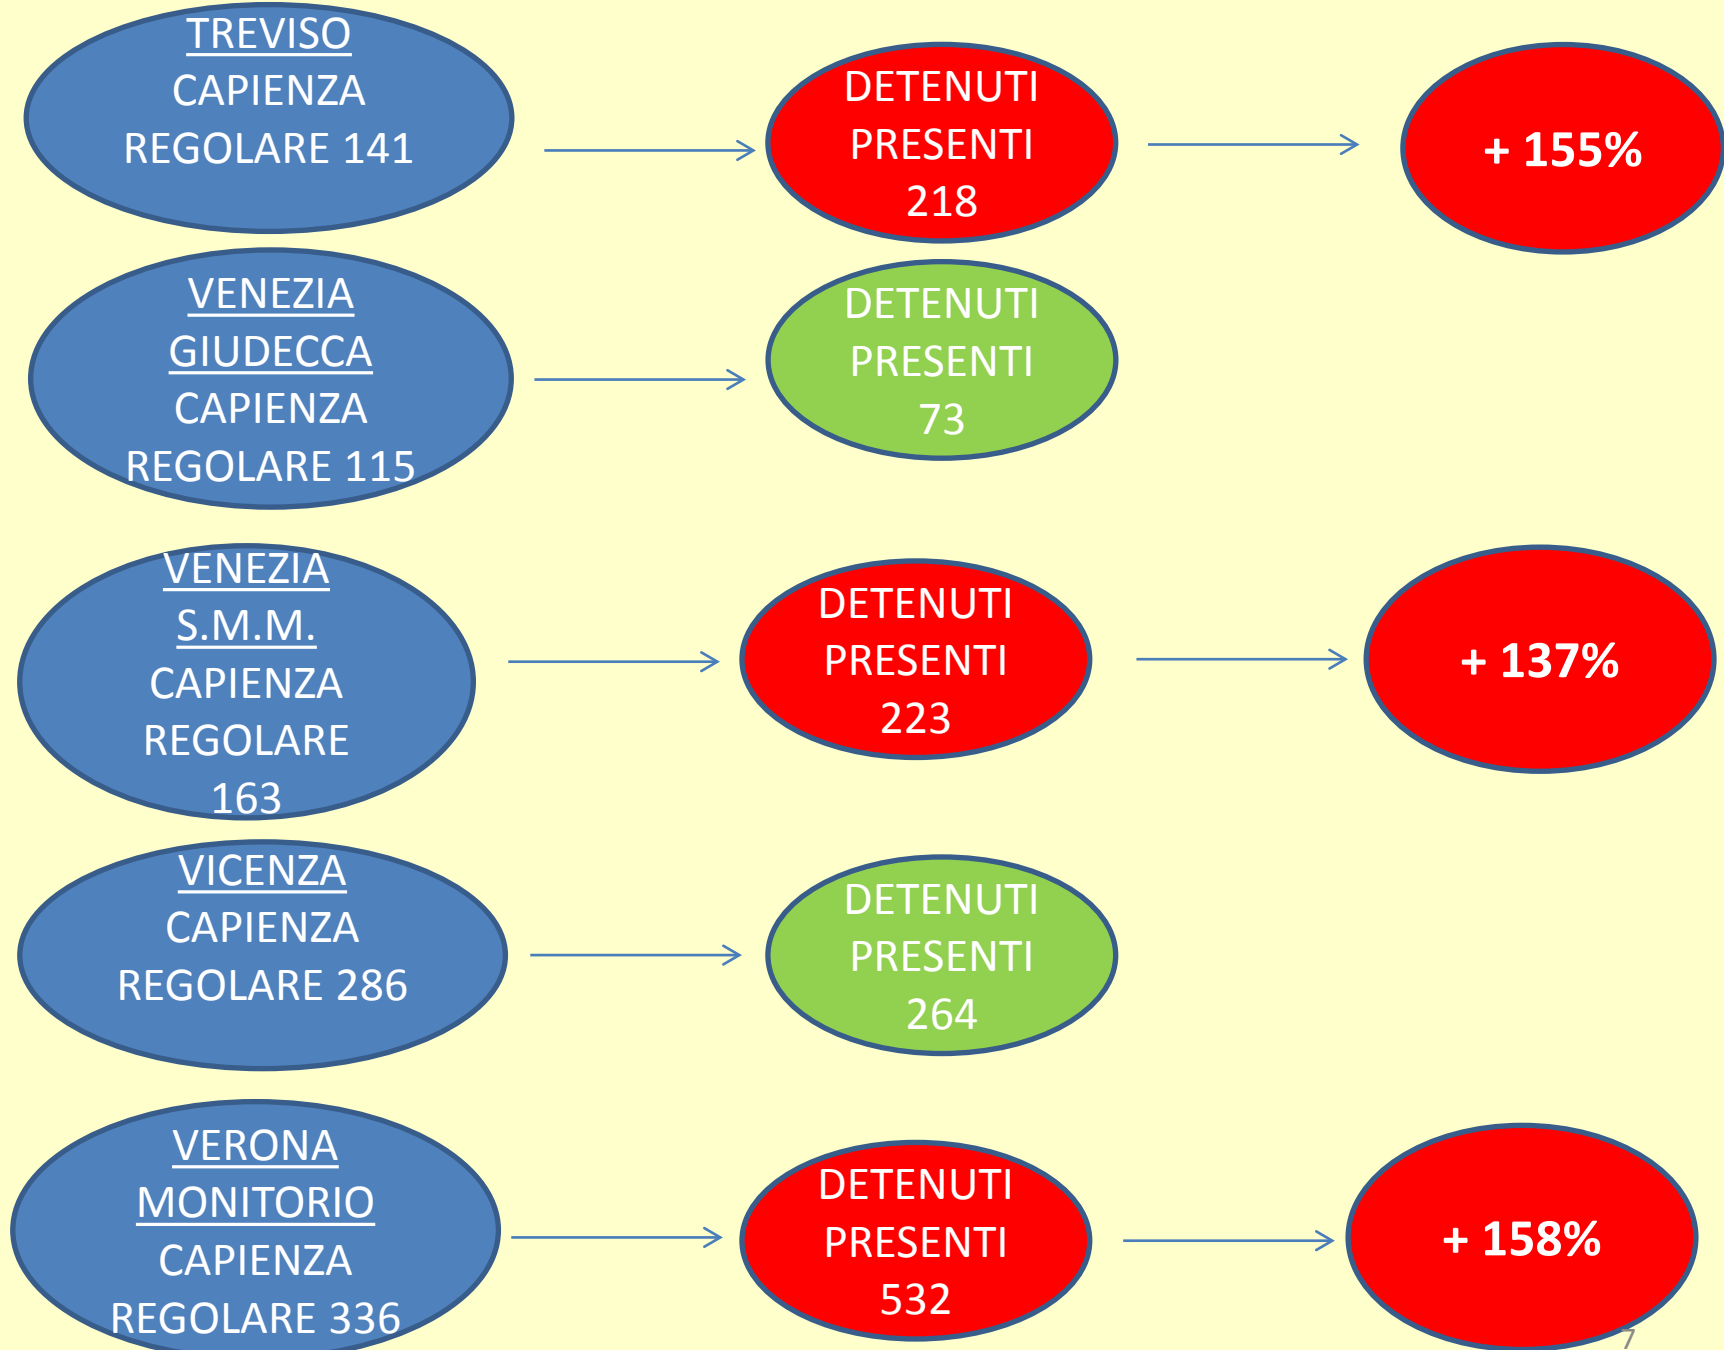 TREVISO
CAPIENZA
REGOLARE 141
DETENUTI
PRESENTI
218
+ 155%
VENEZIA
GIUDECCA
CAPIENZA
REGOLARE 115
DETENUTI
PRESENTI
73
VENEZIA
S.M.M.
CAPIENZA
REGOLARE
163
DETENUTI
PRESENTI
223
+ 137%
VICENZA
CAPIENZA
REGOLARE 286
DETENUTI
PRESENTI
264
VERONA
MONITORIO
CAPIENZA
REGOLARE 336
DETENUTI
PRESENTI
532
+ 158%
7